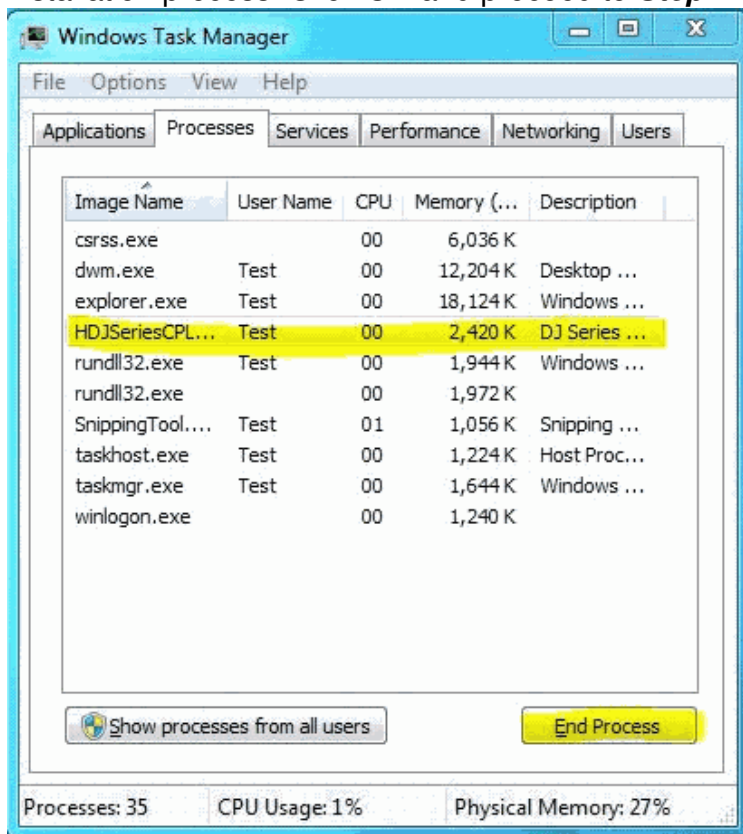 Windows Task Manager
File Options View Help
Applications Processes Services Performance Networking Users
Image Name User Name CPU Memory (... Description
csrss.exe 00 6,036 K
dwm.exe Test 00 12,204 K Desktop ...
explorer.exe Test 00 18,124 K Windows ...
HDJSeriesCPL... Test 00 2,420 K DJ Series ...
rundll32.exe Test 00 1,944 K Windows ...
rundll32.exe 00 1,972 K
SnippingTool.... Test 01 1,056 K Snipping ...
taskhost.exe Test 00 1,224 K Host Proc...
taskmgr.exe Test 00 1,644 K Windows ...
winlogon.exe 00 1,240 K
Show processes from all users End Process
Processes: 35 CPU Usage: 1% Physical Memory: 27%